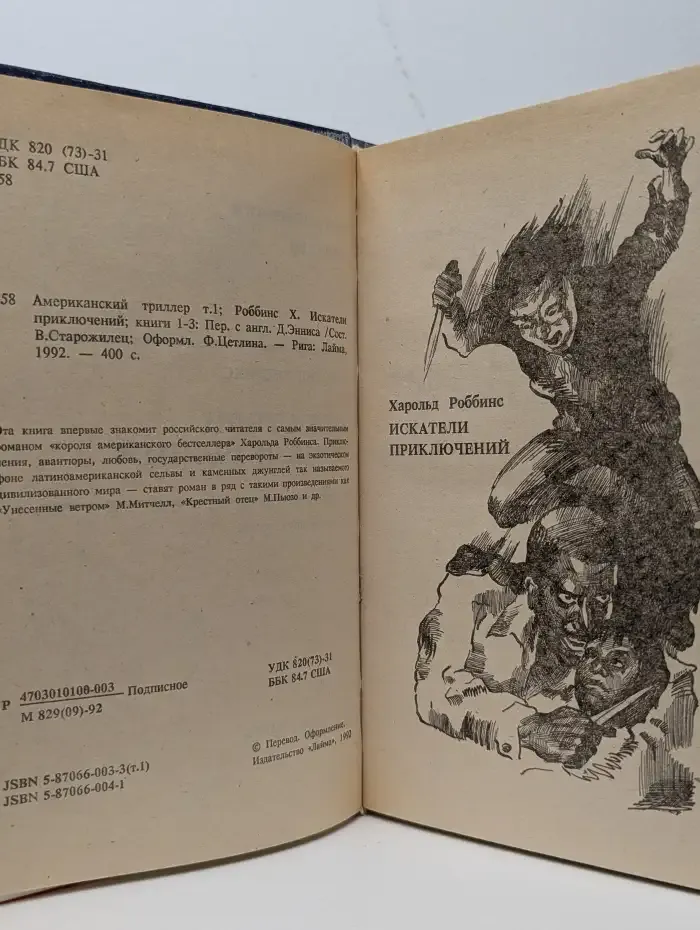 УДК 820 (73)-31
ББК 84.7 США
58
58 Американский триллер т.1; Роббинс Х. Искатели
приключений; книги 1-3: Пер. с англ. Д.Энниса /Сост.
В.Старожилец; Оформл. Ф.Цетлина. — Рига: Лайма,
1992. — 400 с.
Эта книга впервые знакомит российского читателя с самым значительным
романом «короля американского бестселлера» Харольда Роббинса. Приклю-
чения, авантюры, любовь, государственные перевороты — на экзотическом
фоне латиноамериканской сельвы и каменных джунглей так называемого
цивилизованного мира — ставят роман в ряд с такими произведениями как
«Унесенные ветром» М.Митчелл, «Крестный отец» М.Пьюзо и др.
Р 4703010100-003 Подписное
М 829(09)-92
УДК 820(73)-31
ББК 84.7 США
JSBN 5-87066-003-3(т.1)
JSBN 5-87066-004-1
© Перевод. Оформление.
Издательство «Лайма», 1992
Харольд Роббинс
ИСКАТЕЛИ
ПРИКЛЮЧЕНИЙ